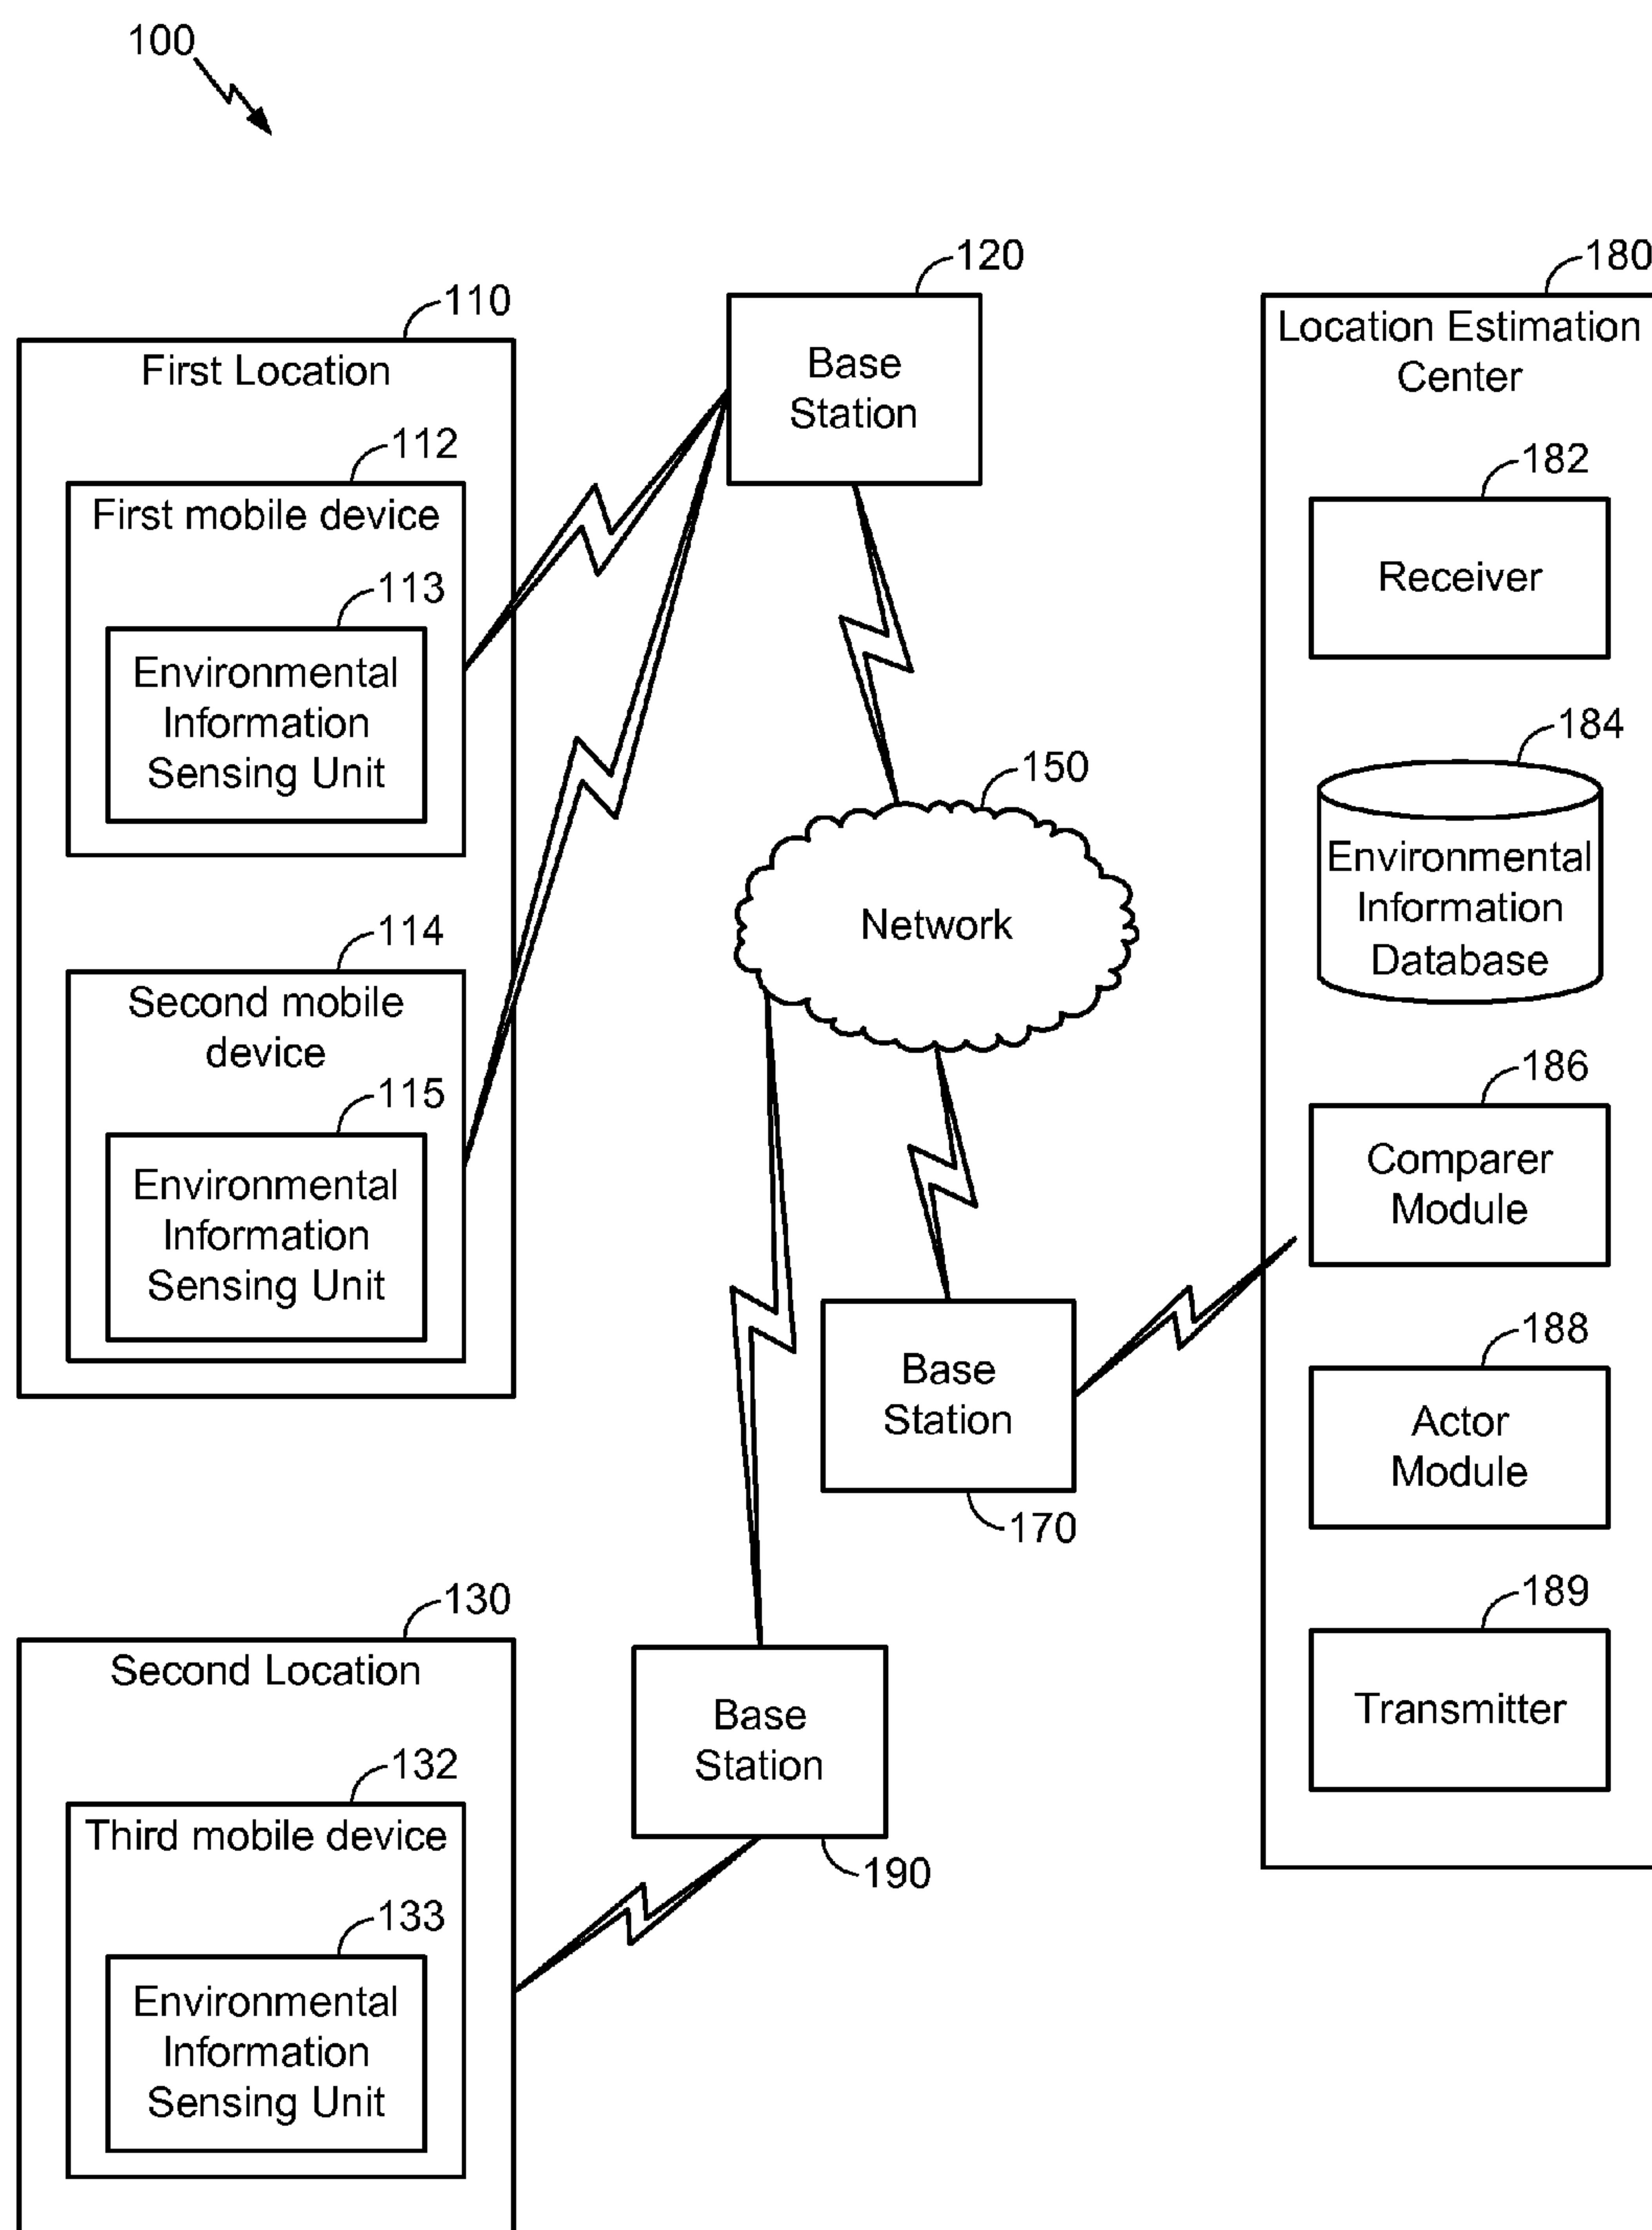 100
110
First Location
112
First mobile device
113
Environmental
Information
Sensing Unit
114
Second mobile
device
115
Environmental
Information
Sensing Unit
120
Base
Station
150
Network
Base
Station
170
130
Second Location
132
Third mobile device
133
Environmental
Information
Sensing Unit
Base
Station
190
180
Location Estimation
Center
182
Receiver
184
Environmental
Information
Database
186
Comparer
Module
188
Actor
Module
189
Transmitter